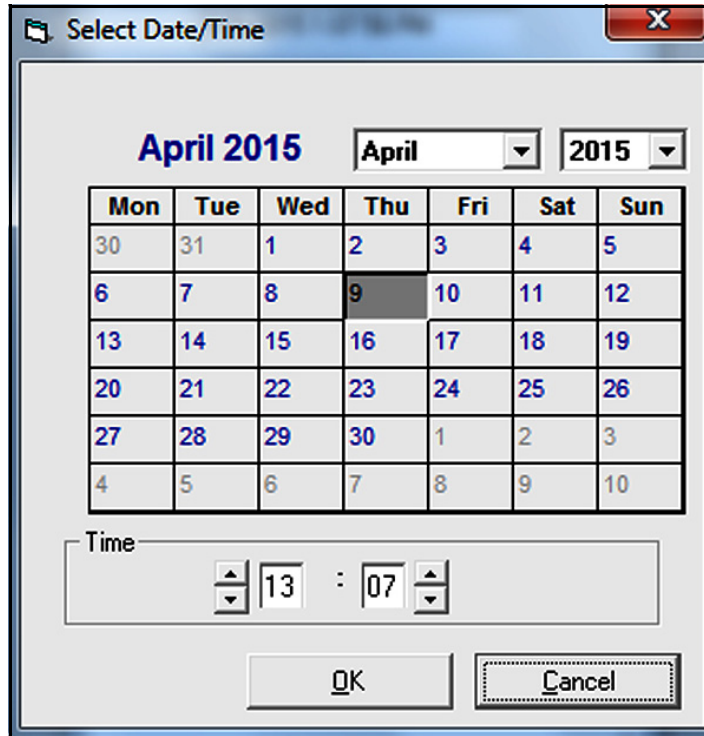 Select Date/Time
April 2015 April 2015
Mon Tue Wed Thu Fri Sat Sun
30 31 1 2 3 4 5
6 7 8 9 10 11 12
13 14 15 16 17 18 19
20 21 22 23 24 25 26
27 28 29 30 1 2 3
4 5 6 7 8 9 10
Time
13 : 07
OK Cancel